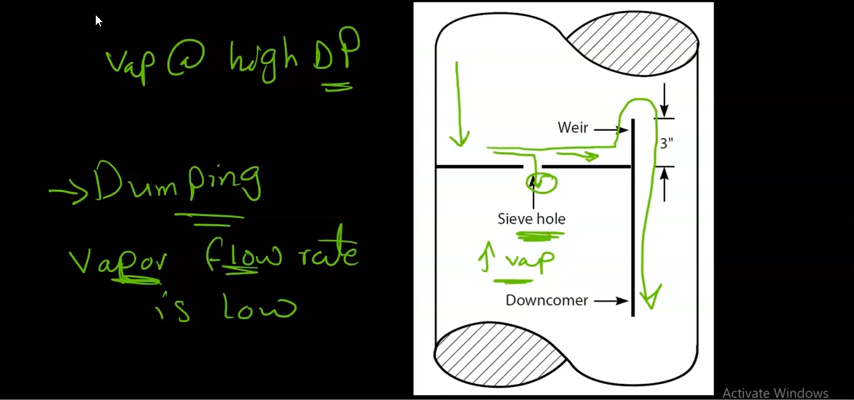 Vap @ high DP
→ Dumping
Vapor flow rate
is low
Weir
3"
Sieve hole
↑ vap
Downcomer
Activate Windows